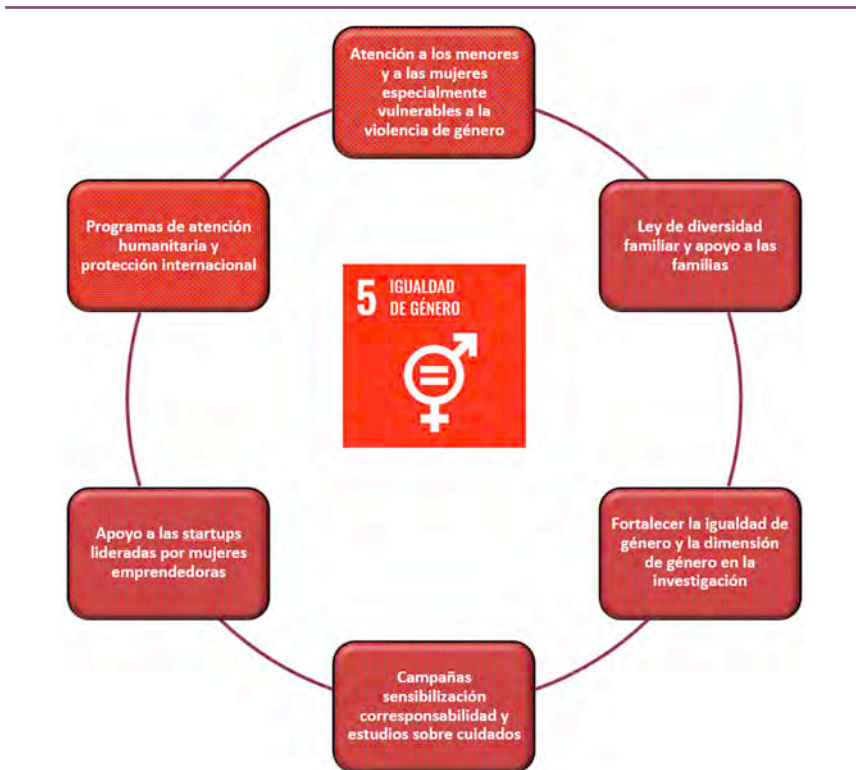 Atención a los menores
y a las mujeres
especialmente
vulnerables a la
violencia de género
Programas de atención
humanitaria y
protección internacional
Ley de diversidad
familiar y apoyo a las
familias
5 IGUALDAD
DE GÉNERO
Apoyo a las startups
lideradas por mujeres
emprendedoras
Fortalecer la igualdad de
género y la dimensión
de género en la
investigación
Campañas
sensibilización
corresponsabilidad y
estudios sobre cuidados